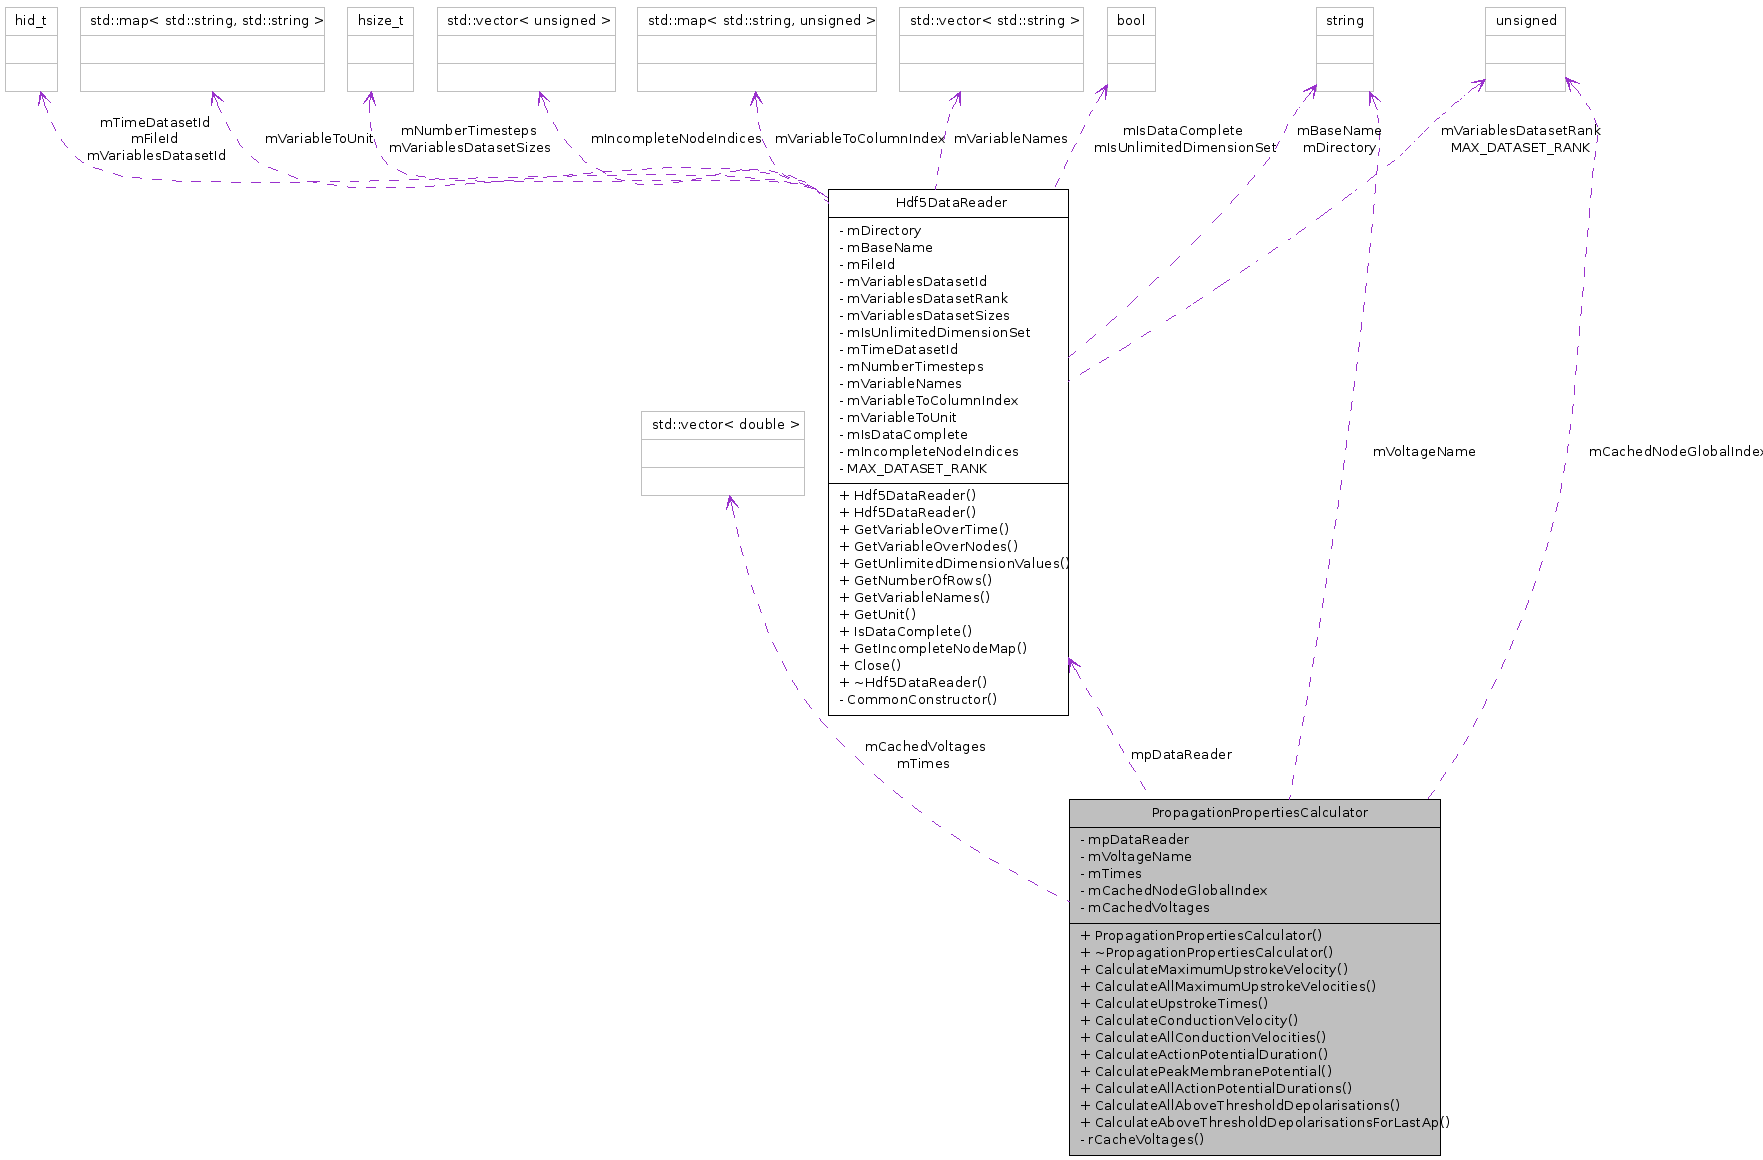 hid_t
std::map< std::string, std::string >
hsize_t
std::vector< unsigned >
std::map< std::string, unsigned >
std::vector< std::string >
bool
string
unsigned
mTimeDatasetId
mFileId
mVariablesDatasetId
mVariableToUnit
mNumberTimesteps
mVariablesDatasetSizes
mIncompleteNodeIndices
mVariableToColumnIndex
mVariableNames
mIsDataComplete
mIsUnlimitedDimensionSet
mBaseName
mDirectory
mVariablesDatasetRank
MAX_DATASET_RANK
Hdf5DataReader
- mDirectory
- mBaseName
- mFileId
- mVariablesDatasetId
- mVariablesDatasetRank
- mVariablesDatasetSizes
- mIsUnlimitedDimensionSet
- mTimeDatasetId
- mNumberTimesteps
- mVariableNames
- mVariableToColumnIndex
- mVariableToUnit
- mIsDataComplete
- mIncompleteNodeIndices
- MAX_DATASET_RANK
+ Hdf5DataReader()
+ Hdf5DataReader()
+ GetVariableOverTime()
+ GetVariableOverNodes()
+ GetUnlimitedDimensionValues()
+ GetNumberOfRows()
+ GetVariableNames()
+ GetUnit()
+ IsDataComplete()
+ GetIncompleteNodeMap()
+ Close()
+ ~Hdf5DataReader()
- CommonConstructor()
std::vector< double >
mVoltageName
mCachedNodeGlobalIndex
mCachedVoltages
mTimes
mpDataReader
PropagationPropertiesCalculator
- mpDataReader
- mVoltageName
- mTimes
- mCachedNodeGlobalIndex
- mCachedVoltages
+ PropagationPropertiesCalculator()
+ ~PropagationPropertiesCalculator()
+ CalculateMaximumUpstrokeVelocity()
+ CalculateAllMaximumUpstrokeVelocities()
+ CalculateUpstrokeTimes()
+ CalculateConductionVelocity()
+ CalculateAllConductionVelocities()
+ CalculateActionPotentialDuration()
+ CalculatePeakMembranePotential()
+ CalculateAllActionPotentialDurations()
+ CalculateAllAboveThresholdDepolarisations()
+ CalculateAboveThresholdDepolarisationsForLastAp()
- rCacheVoltages()